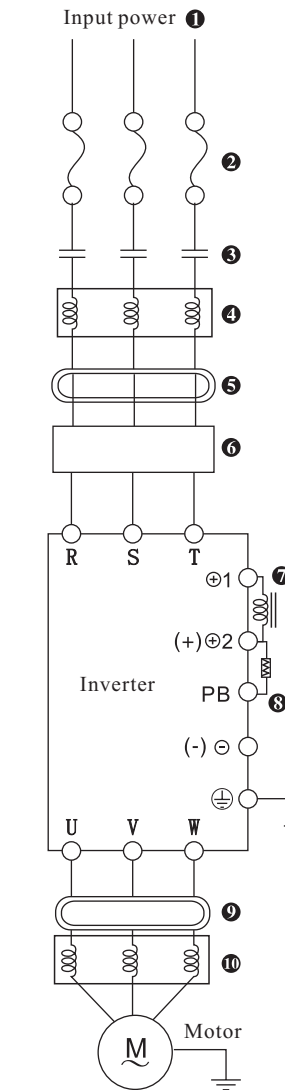 Input power ❶
❷
❸
❹
❺
❻
R S T
⊕1 ❼
(+)⊕2
Inverter
PB ❽
(-) ⊖
U V W
❾
❿
M
Motor